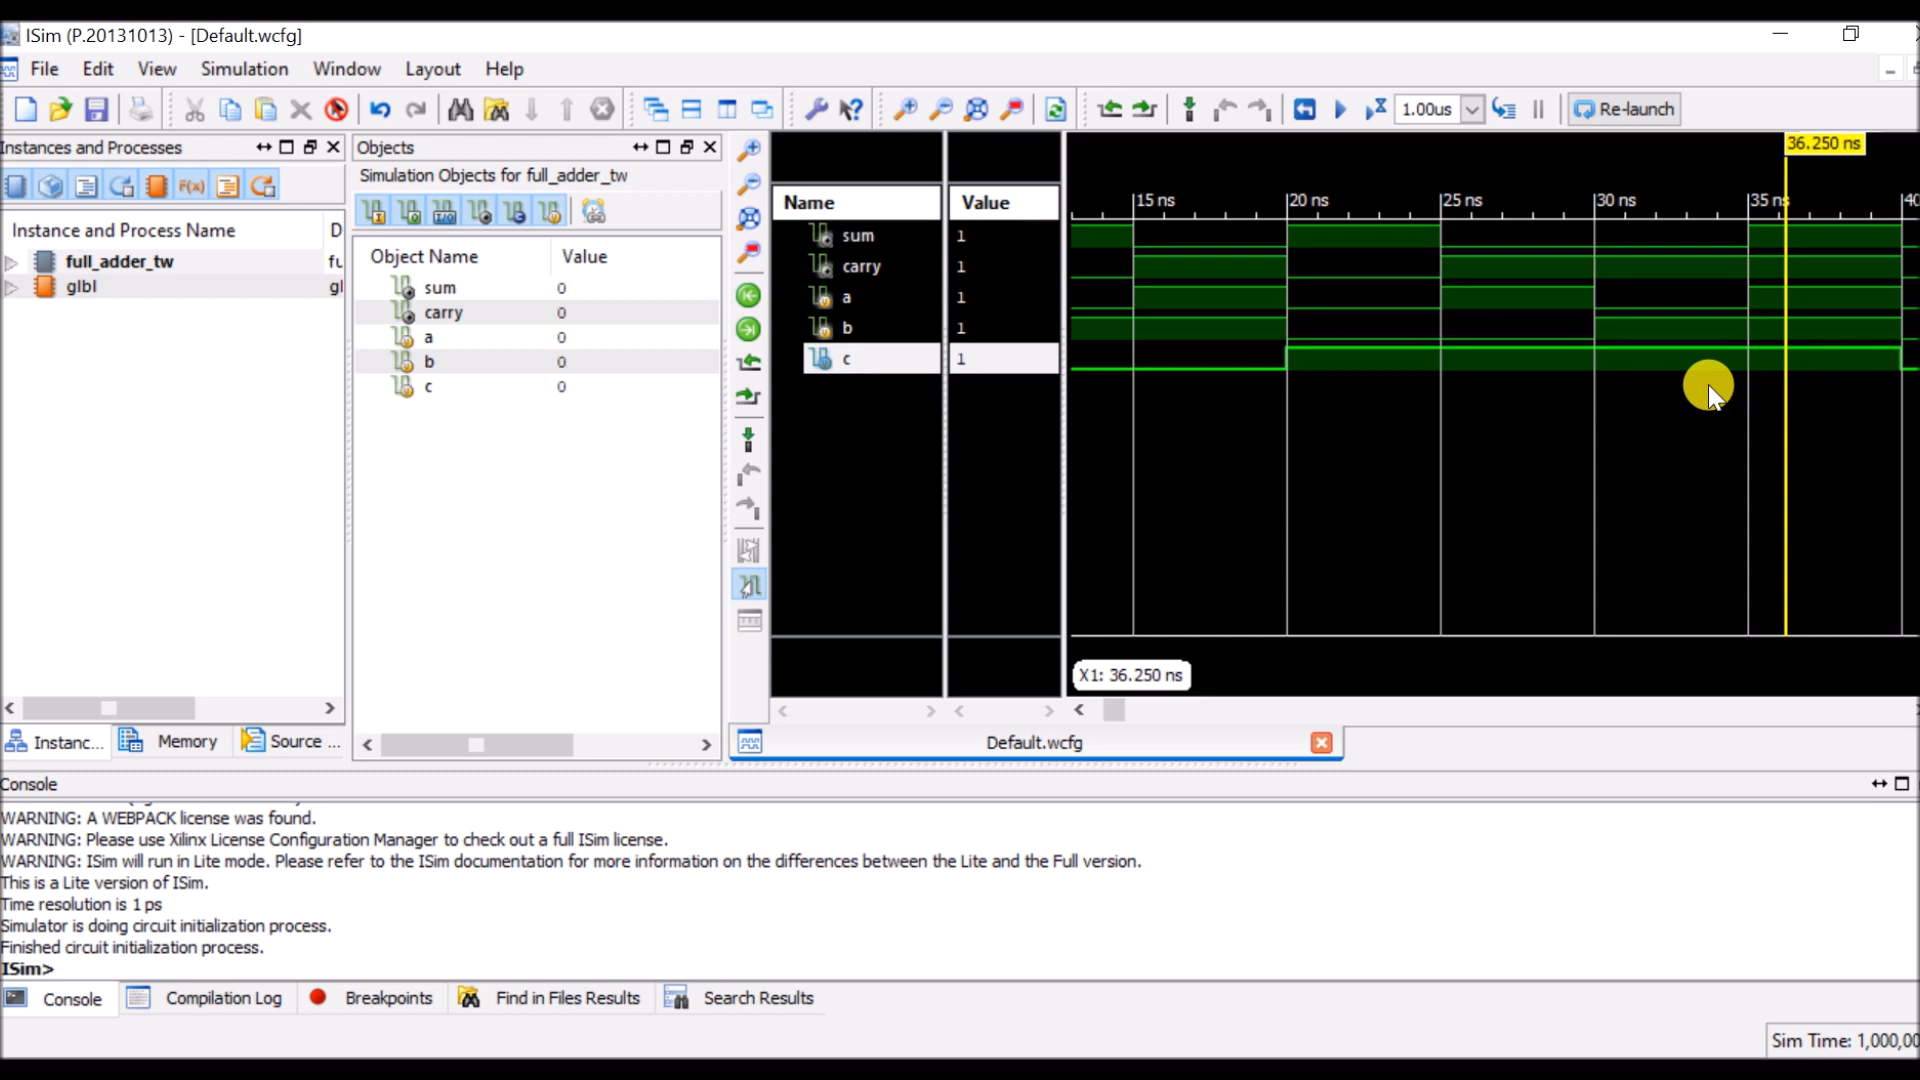 ISim (P.20131013) - [Default.wcfg]
File Edit View Simulation Window Layout Help
1.00us Re-launch
Instances and Processes
Objects
Simulation Objects for full_adder_tw
F(x)
Instance and Process Name D
full_adder_tw fu
glbl gl
Object Name Value
sum 0
carry 0
a 0
b 0
c 0
Name Value
sum 1
carry 1
a 1
b 1
c 1
36.250 ns
15 ns 20 ns 25 ns 30 ns 35 ns 40
X1: 36.250 ns
Instanc... Memory Source ...
Default.wcfg
Console
WARNING: A WEBPACK license was found.
WARNING: Please use Xilinx License Configuration Manager to check out a full ISim license.
WARNING: ISim will run in Lite mode. Please refer to the ISim documentation for more information on the differences between the Lite and the Full version.
This is a Lite version of ISim.
Time resolution is 1 ps
Simulator is doing circuit initialization process.
Finished circuit initialization process.
ISim>
Console Compilation Log Breakpoints Find in Files Results Search Results
Sim Time: 1,000,00